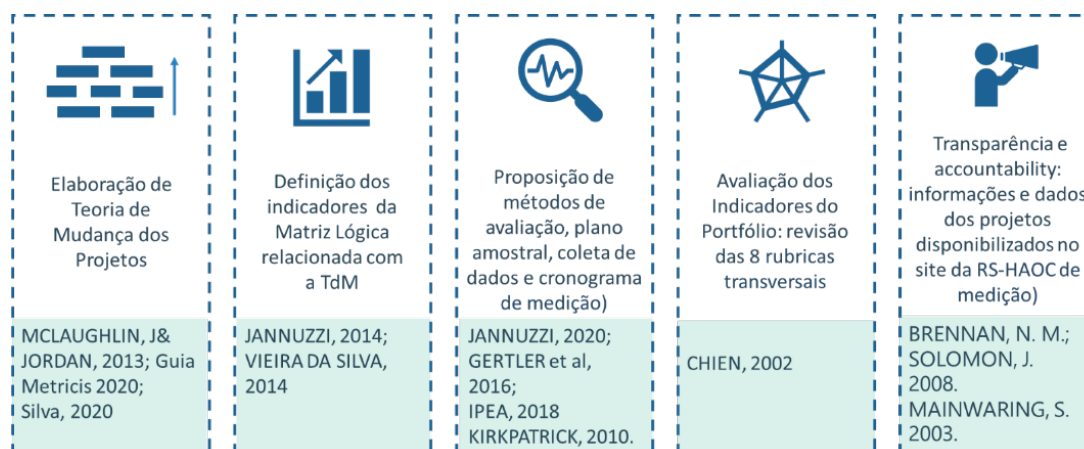 Elaboração de
Teoria de
Mudança dos
Projetos
MCLAUGHLIN, J&
JORDAN, 2013; Guia
Metricis 2020;
Silva, 2020
Definição dos
indicadores da
Matriz Lógica
relacionada com
a TdM
JANNUZZI, 2014;
VIEIRA DA SILVA,
2014
Proposição de
métodos de
avaliação, plano
amostral, coleta de
dados e cronograma
de medição)
JANNUZZI, 2020;
GERTLER et al,
2016;
IPEA, 2018
KIRKPATRICK, 2010.
Avaliação dos
Indicadores do
Portfólio: revisão
das 8 rubricas
transversais
CHIEN, 2002
Transparência e
accountability:
informações e dados
dos projetos
disponibilizados no
site da RS-HAOC de
medição)
BRENNAN, N. M.;
SOLOMON, J.
2008.
MAINWARING, S.
2003.